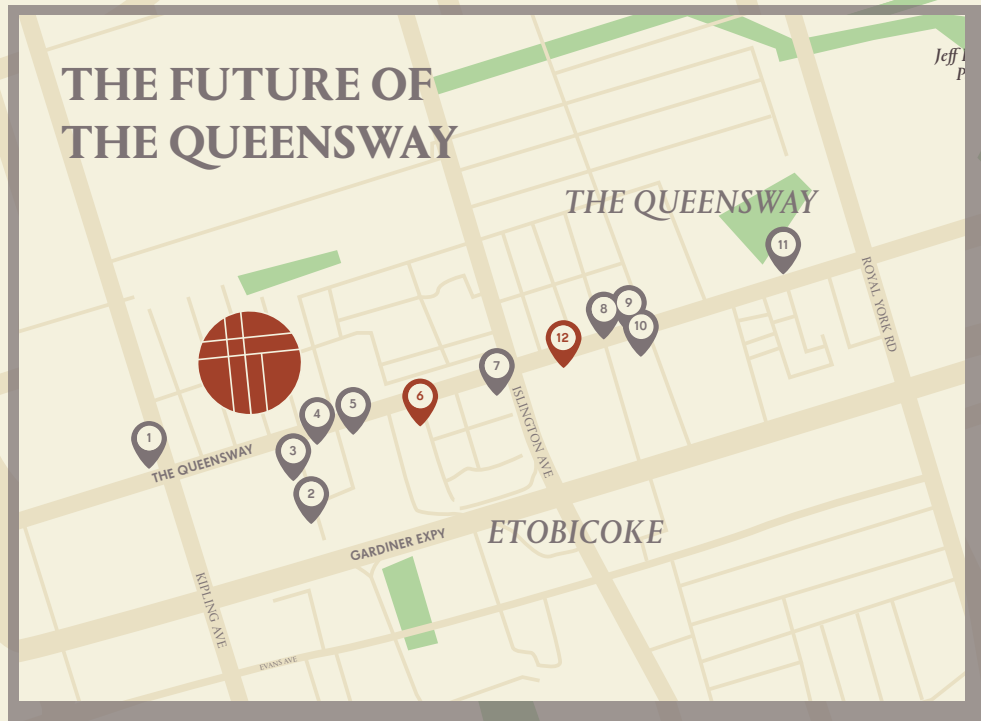 THE FUTURE OF
THE QUEENSWAY
Jeff
P
THE QUEENSWAY
11
ROYAL YORK RD
9
8
10
12
7
ISLINGTON AVE
6
5
4
1
3
THE QUEENSWAY
2
ETOBICOKE
GARDINER EXPY
KIPLING AVE
EVANS AVE